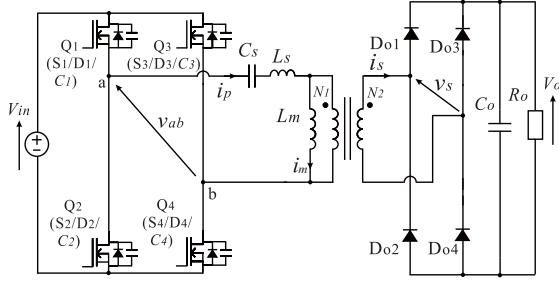 Q1
(S1/D1/
C1)
Q3
(S3/D3/C3)
Cs
Ls
Do1
Do3
is
vs
Vo
Vin
a
ip
N1
N2
Co
Ro
vab
Lm
im
b
Q2
(S2/D2/
C2)
Q4
(S4/D4/
C4)
Do2
Do4